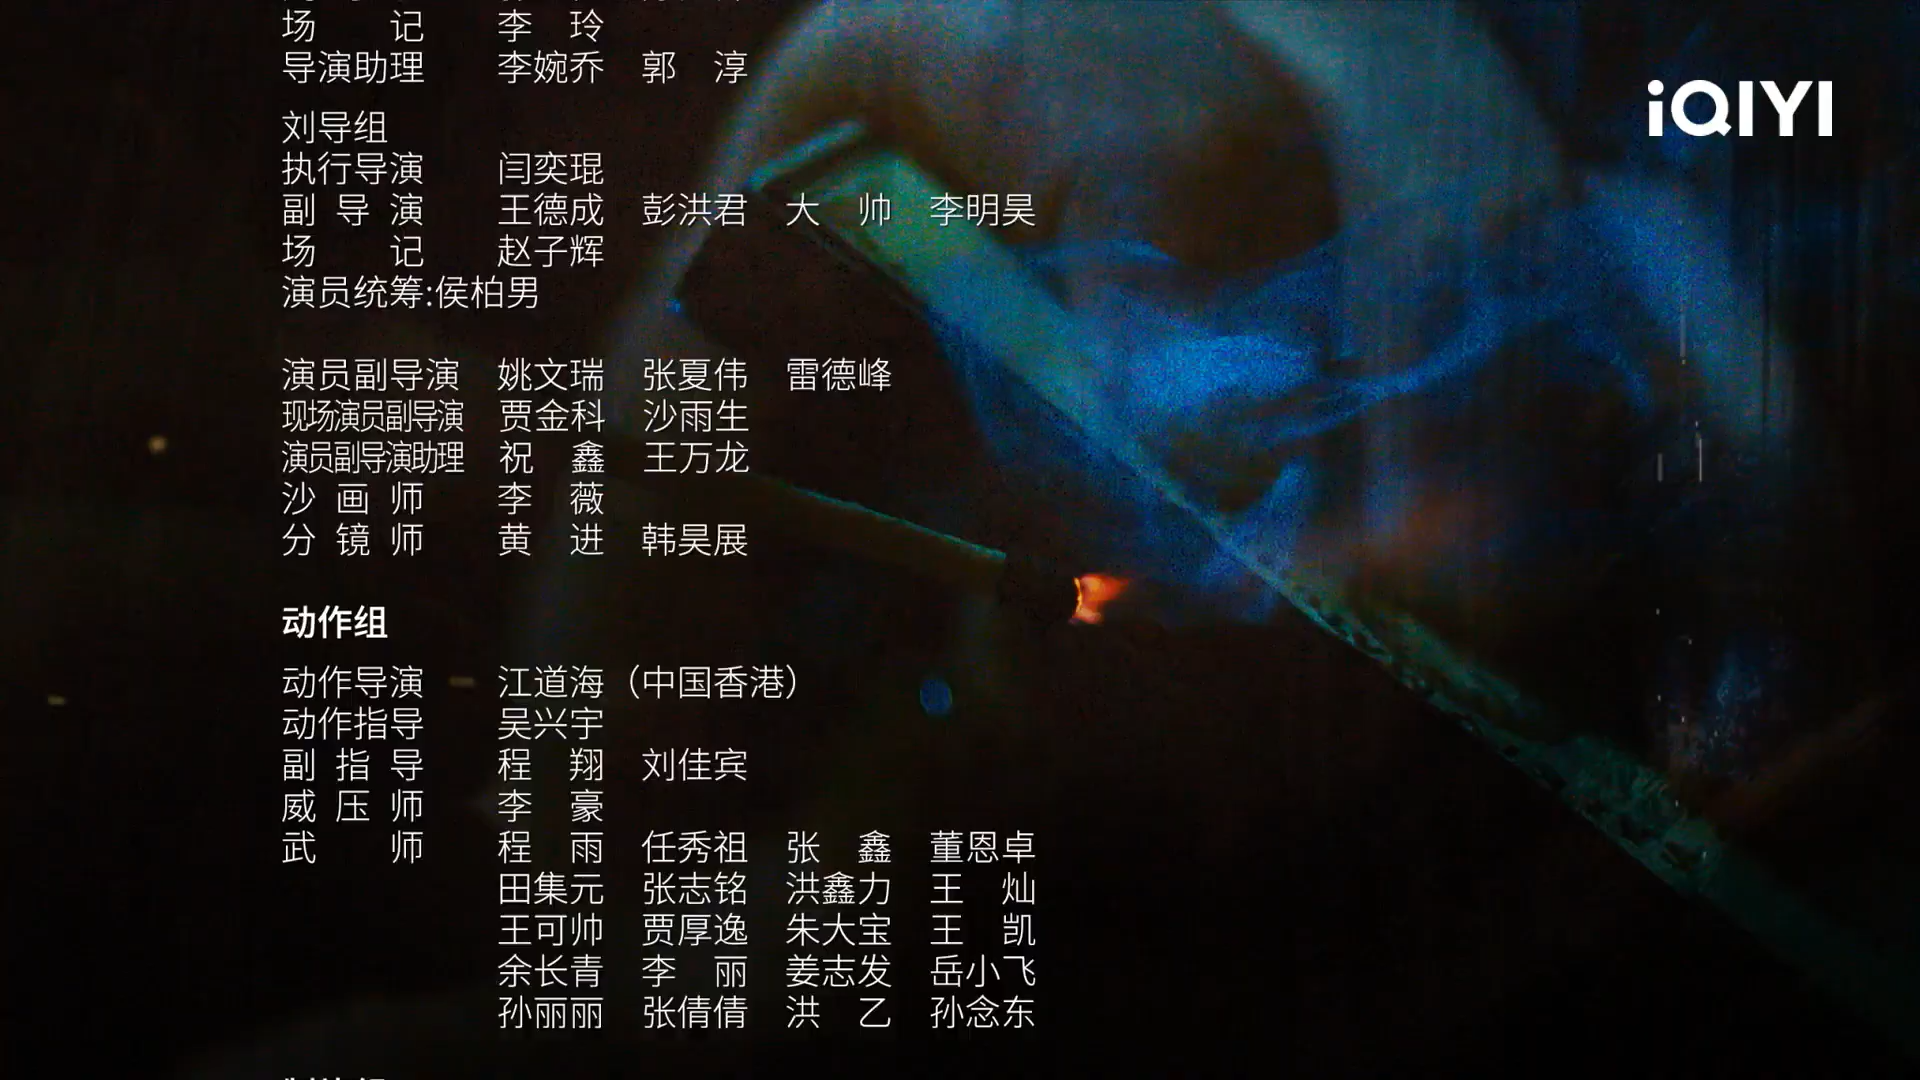 场记 李玲
导演助理 李婉乔 郭淳
iQIYI
刘导组
执行导演 闫奕琨
副导演 王德成 彭洪君 大帅 李明昊
场记 赵子辉
演员统筹:侯柏男
演员副导演 姚文瑞 张夏伟 雷德峰
现场演员副导演 贾金科 沙雨生
演员副导演助理 祝鑫 王万龙
沙画师 李薇
分镜师 黄进 韩昊展
动作组
动作导演 江道海（中国香港）
动作指导 吴兴宇
副指导 程翔 刘佳宾
威压师 李豪
武师 程雨 任秀祖 张鑫 董恩卓
田集元 张志铭 洪鑫力 王灿
王可帅 贾厚逸 朱大宝 王凯
余长青 李丽 姜志发 岳小飞
孙丽丽 张倩倩 洪乙 孙念东